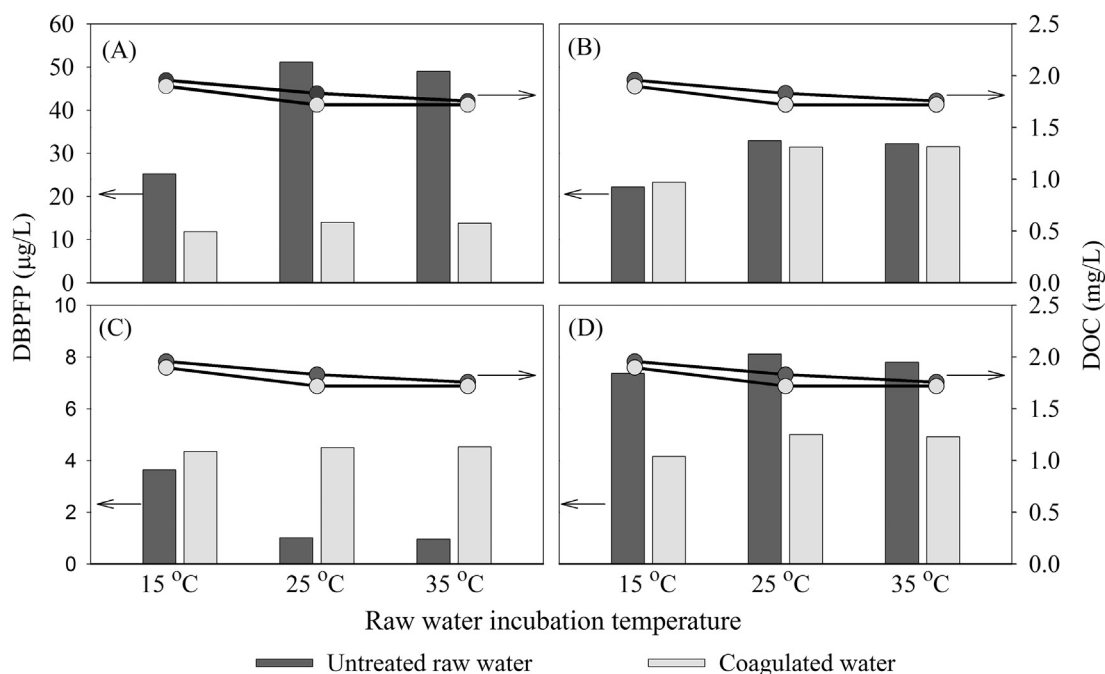 (A)
60
50
40
30
20
10
0
(B)
2.5
2.0
1.5
1.0
0.5
0.0
DBPFP (µg/L)
DOC (mg/L)
(C)
10
8
6
4
2
0
(D)
2.5
2.0
1.5
1.0
0.5
0.0
15 °C 25 °C 35 °C
15 °C 25 °C 35 °C
Raw water incubation temperature
Untreated raw water Coagulated water